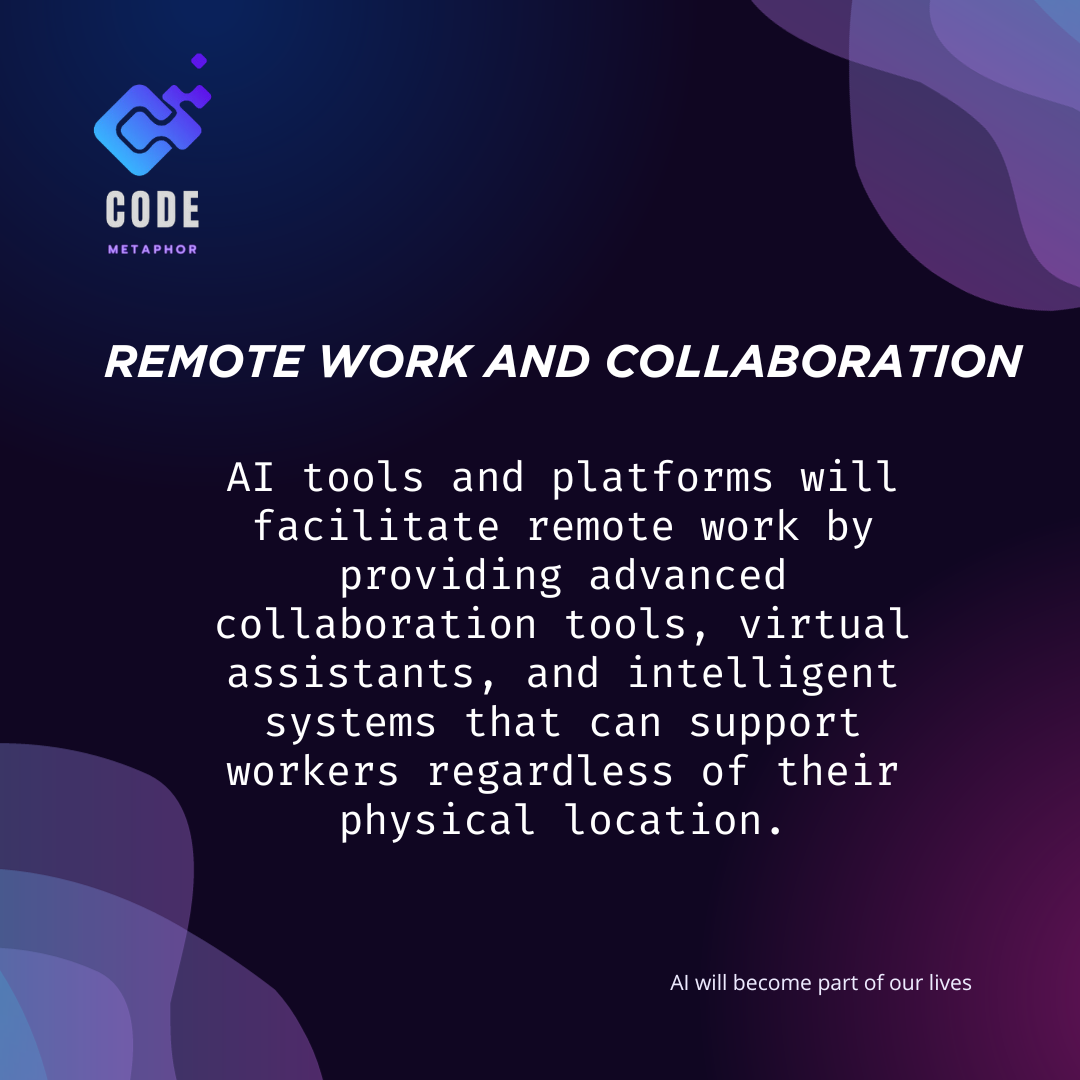 CODE
METAPHOR
REMOTE WORK AND COLLABORATION
AI tools and platforms will
facilitate remote work by
providing advanced
collaboration tools, virtual
assistants, and intelligent
systems that can support
workers regardless of their
physical location.
AI will become part of our lives